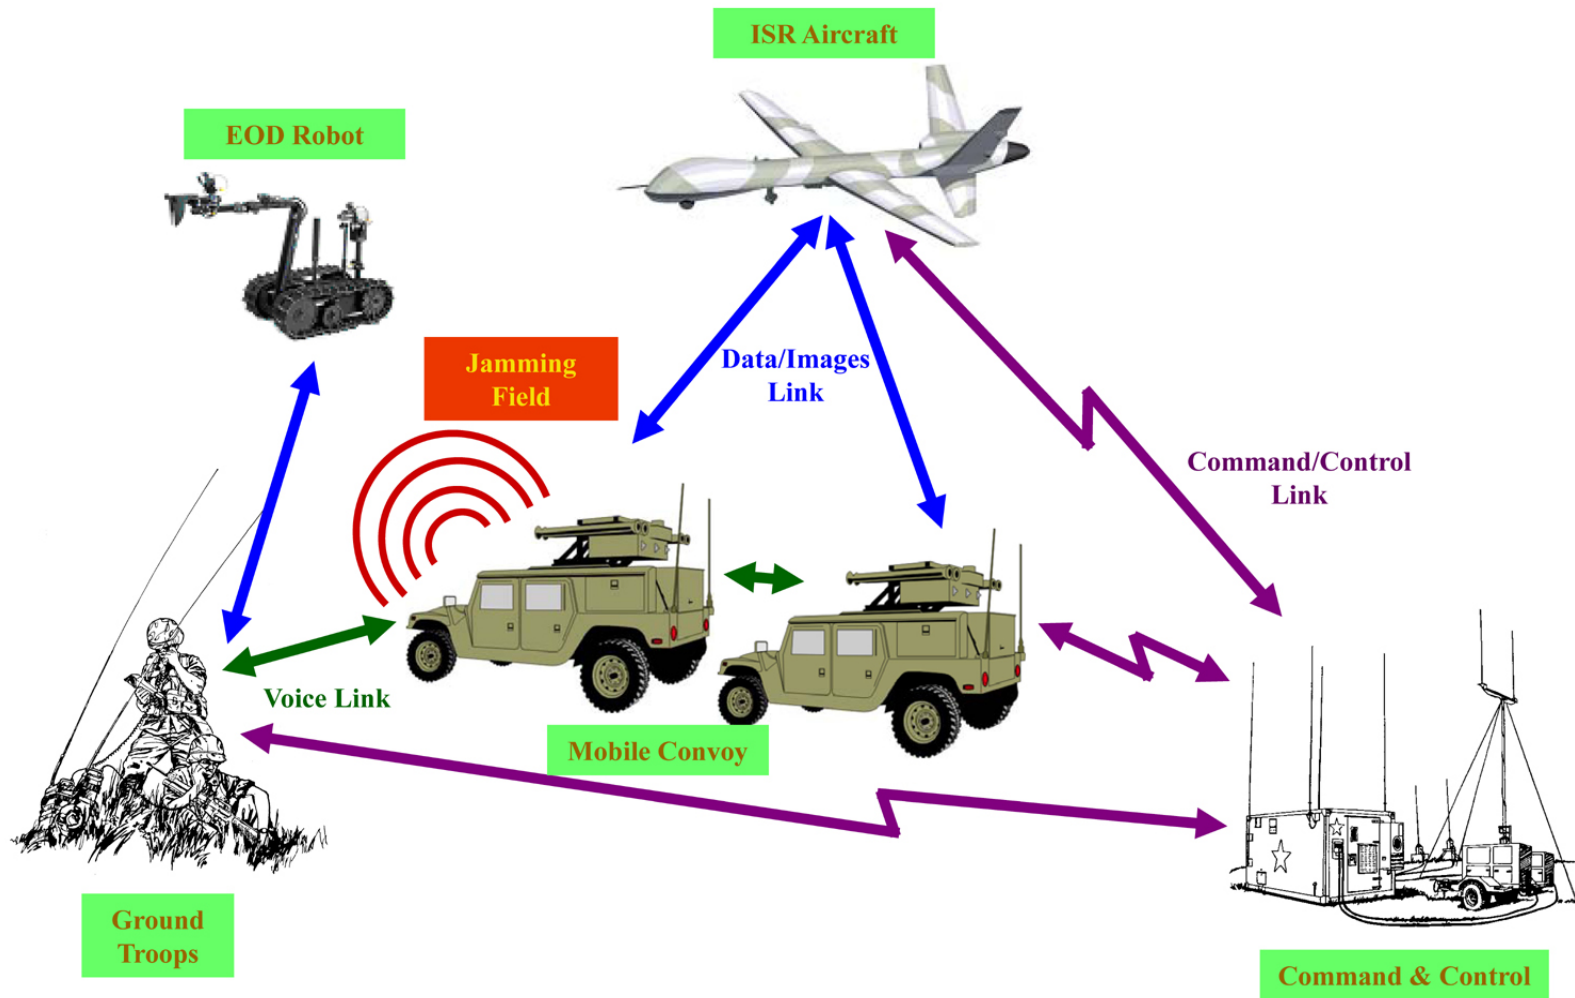 ISR Aircraft
EOD Robot
Jamming
Field
Data/Images
Link
Command/Control
Link
Voice Link
Mobile Convoy
Ground
Troops
Command & Control